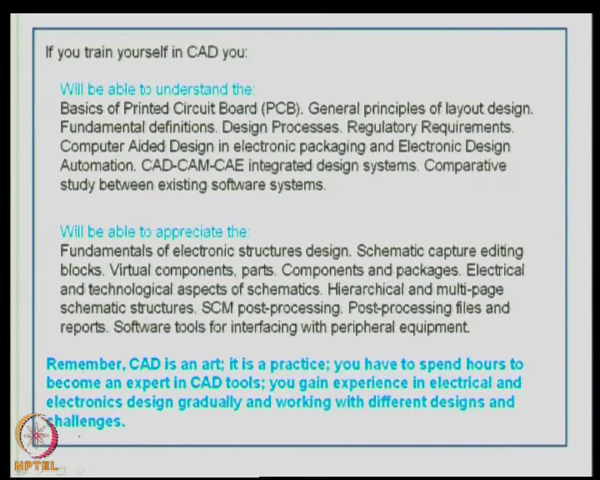 If you train yourself in CAD you:
Will be able to understand the:
Basics of Printed Circuit Board (PCB). General principles of layout design.
Fundamental definitions. Design Processes. Regulatory Requirements.
Computer Aided Design in electronic packaging and Electronic Design
Automation. CAD-CAM-CAE integrated design systems. Comparative
study between existing software systems.
Will be able to appreciate the:
Fundamentals of electronic structures design. Schematic capture editing
blocks. Virtual components, parts. Components and packages. Electrical
and technological aspects of schematics. Hierarchical and multi-page
schematic structures. SCM post-processing. Post-processing files and
reports. Software tools for interfacing with peripheral equipment.
Remember, CAD is an art; it is a practice; you have to spend hours to
become an expert in CAD tools; you gain experience in electrical and
electronics design gradually and working with different designs and
challenges.
NPTEL